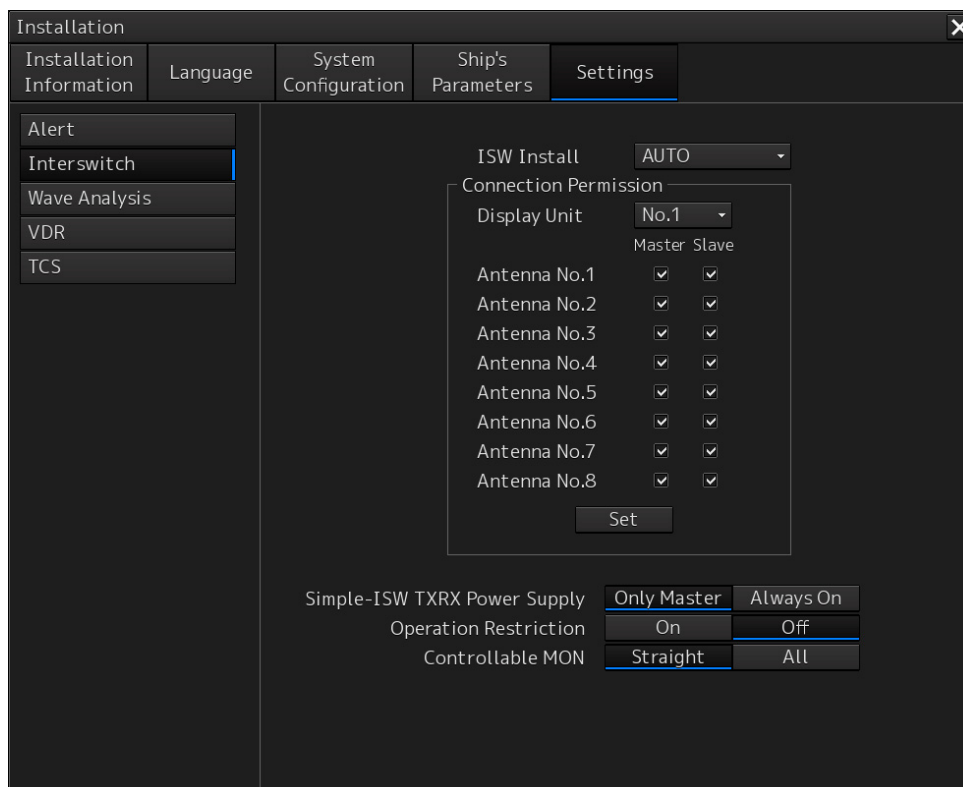 Installation
Installation Information
Language
System Configuration
Ship's Parameters
Settings
Alert
Interswitch
Wave Analysis
VDR
TCS
ISW Install AUTO
Connection Permission
Display Unit No.1
Master Slave
Antenna No.1
Antenna No.2
Antenna No.3
Antenna No.4
Antenna No.5
Antenna No.6
Antenna No.7
Antenna No.8
Set
Simple-ISW TXRX Power Supply Only Master Always On
Operation Restriction On Off
Controllable MON Straight All